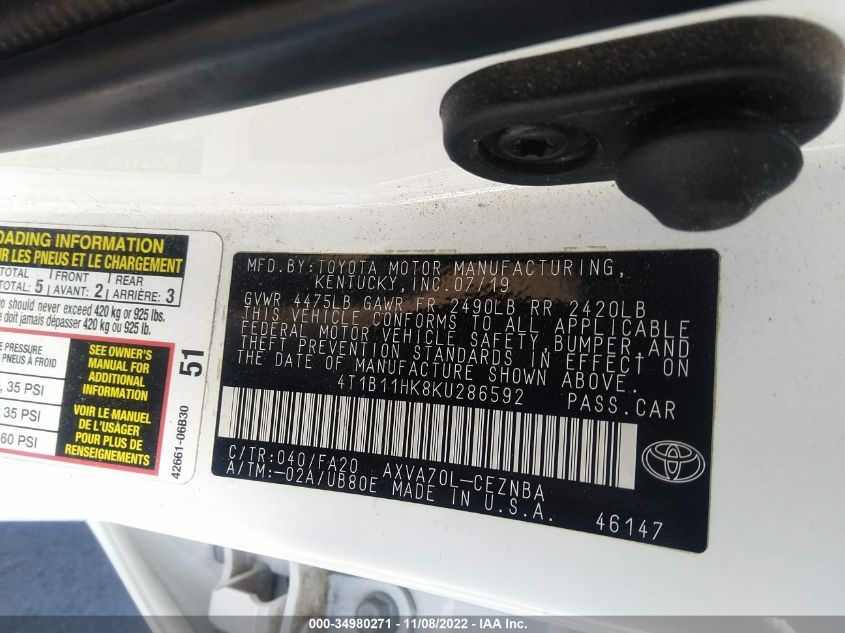 OADING INFORMATION
UR LES PNEUS ET LE CHARGEMENT
TOTAL 5 FRONT 2 REAR 3
TOTAL: AVANT: ARRIÈRE:
should never exceed 420 kg or 925 lbs.
doit jamais dépasser 420 kg ou 925 lb.
E PRESSURE
PNEUS À FROID
, 35 PSI
35 PSI
60 PSI
SEE OWNER'S
MANUAL FOR
ADDITIONAL
INFORMATION
VOIR LE MANUEL
DE L'USAGER
POUR PLUS DE
RENSEIGNEMENTS
51
42661-06B30
MFD.BY:TOYOTA MOTOR MANUFACTURING,
KENTUCKY,INC.07/19
GVWR 4475LB GAWR FR 2490LB RR 2420LB
THIS VEHICLE CONFORMS TO ALL APPLICABLE
FEDERAL MOTOR VEHICLE SAFETY,BUMPER,AND
THEFT PREVENTION STANDARDS IN EFFECT ON
THE DATE OF MANUFACTURE SHOWN ABOVE.
4T1B11HK8KU286592 PASS.CAR
C/TR:040/FA20 AXVA70L-CEZNBA
A/TM:-02A/UB80E MADE IN U.S.A.
46147
000-34980271 - 11/08/2022 - IAA Inc.